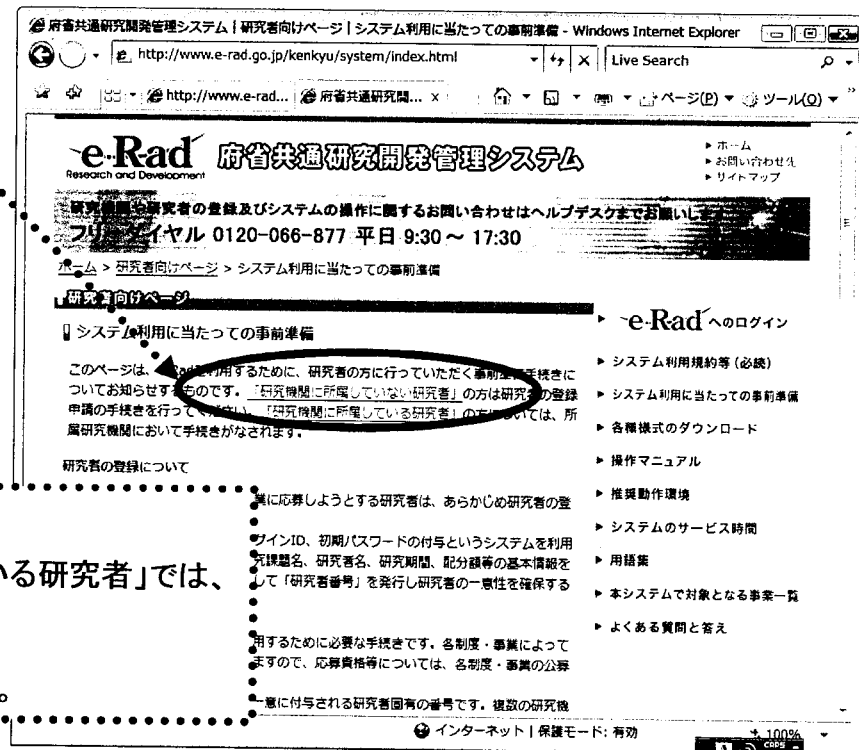 府省共通研究開発管理システム | 研究者向けページ | システム利用に当たっての事前準備 - Windows Internet Explorer
http://www.e-rad.go.jp/kenkyu/system/index.html
Live Search
http://www.e-rad...
府省共通研究開...
ページ(P)
ツール(O)
e-Rad
Research and Development
府省共通研究開発管理システム
ホーム
お問い合わせ先
サイトマップ
研究機関や研究者の登録及びシステムの操作に関するお問い合わせはヘルプデスクまでお願いします
フリーダイヤル 0120-066-877 平日 9:30～17:30
ホーム > 研究者向けページ > システム利用に当たっての事前準備
研究者向けページ
システム利用に当たっての事前準備
このページは、e-Radを利用するために、研究者の方に行っていただく事前準備手続きに
ついてお知らせするものです。「研究機関に所属していない研究者」の方は研究者の登録
申請の手続きを行ってください。「研究機関に所属している研究者」の方については、所
属研究機関において手続きがなされます。
研究者の登録について
業に応募しようとする研究者は、あらかじめ研究者の登
グインID、初期パスワードの付与というシステムを利用
究課題名、研究者名、研究期間、配分額等の基本情報を
して「研究者番号」を発行し研究者の一意性を確保する
用するために必要な手続きです。各制度・事業によって
ますので、応募資格等については、各制度・事業の公募
一意に付与される研究者固有の番号です。複数の研究機
いる研究者」では、
。
e-Rad へのログイン
システム利用規約等(必読)
システム利用に当たっての事前準備
各種様式のダウンロード
操作マニュアル
推奨動作環境
システムのサービス時間
用語集
本システムで対象となる事業一覧
よくある質問と答え
インターネット | 保護モード: 有効
100%